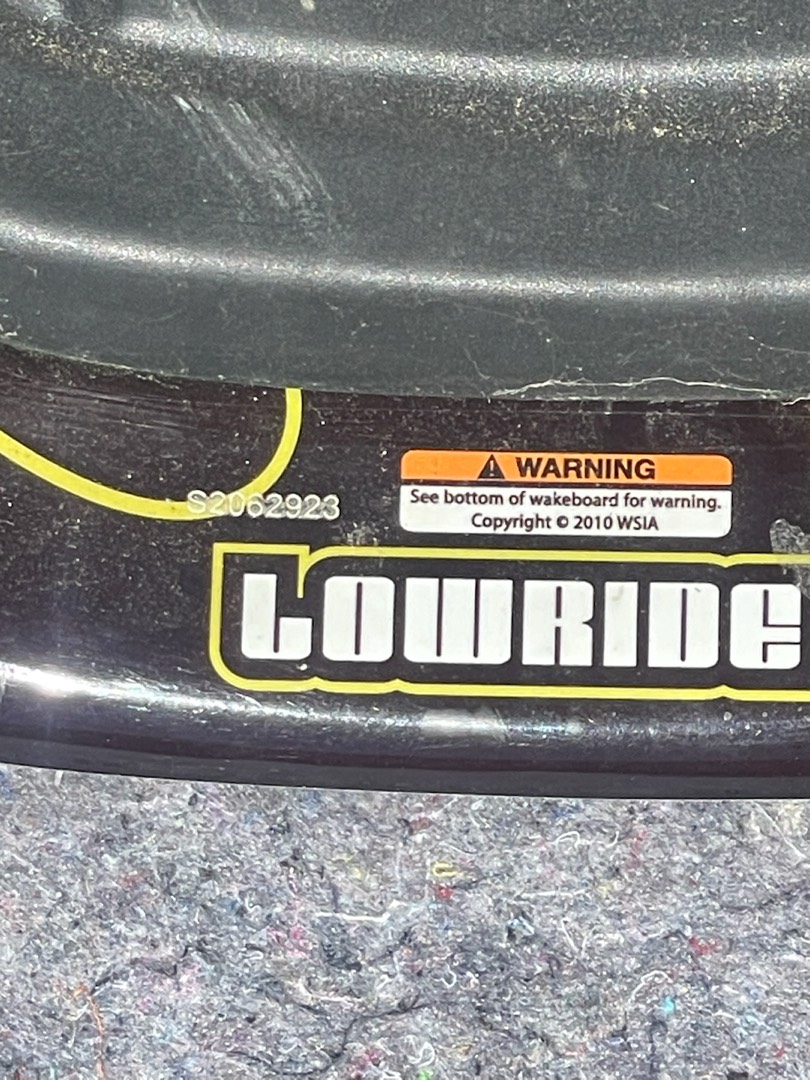 WARNING
See bottom of wakeboard for warning.
Copyright © 2010 WSIA
S2062923
LOWRIDE